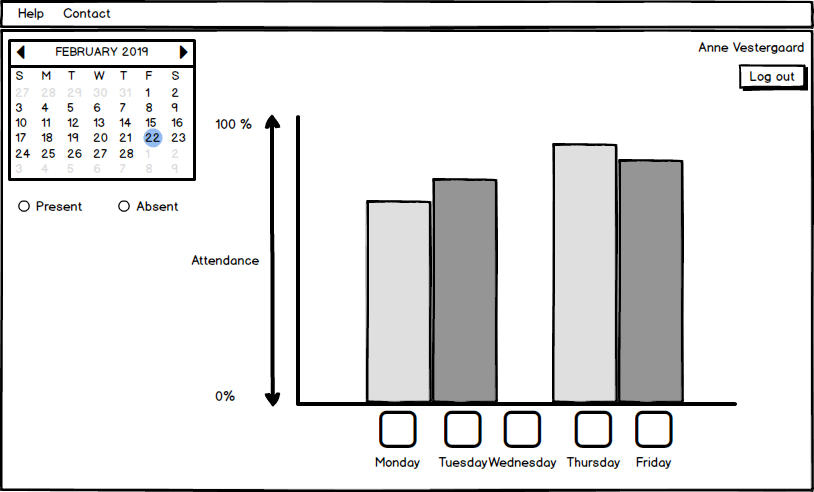 Help Contact
FEBRUARY 2019
S M T W T F S
27 28 29 30 31 1 2
3 4 5 6 7 8 9
10 11 12 13 14 15 16
17 18 19 20 21 22 23
24 25 26 27 28 1 2
3 4 5 6 7 8 9
Anne Vestergaard
Log out
Present Absent
100 %
Attendance
0%
Monday Tuesday Wednesday Thursday Friday